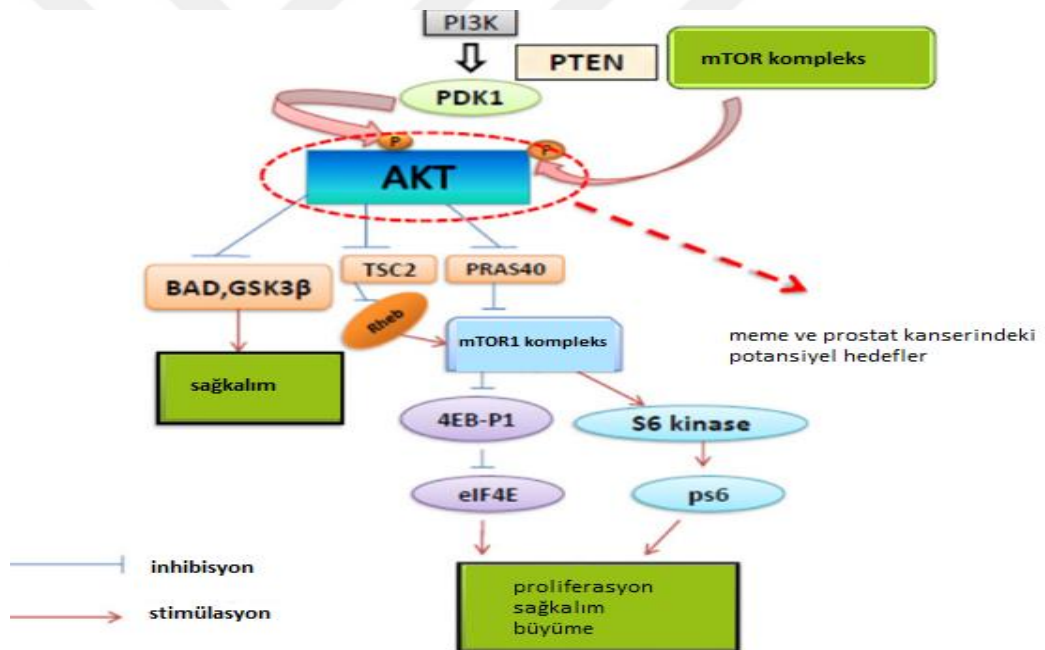 PI3K
PTEN
mTOR kompleks
PDK1
P
P
AKT
TSC2
PRAS40
BAD,GSK3β
Rheb
mTOR1 kompleks
meme ve prostat kanserindeki
potansiyel hedefler
sağkalım
4EB-P1
S6 kinase
eIF4E
ps6
inhibisyon
stimülasyon
proliferasyon
sağkalım
büyüme